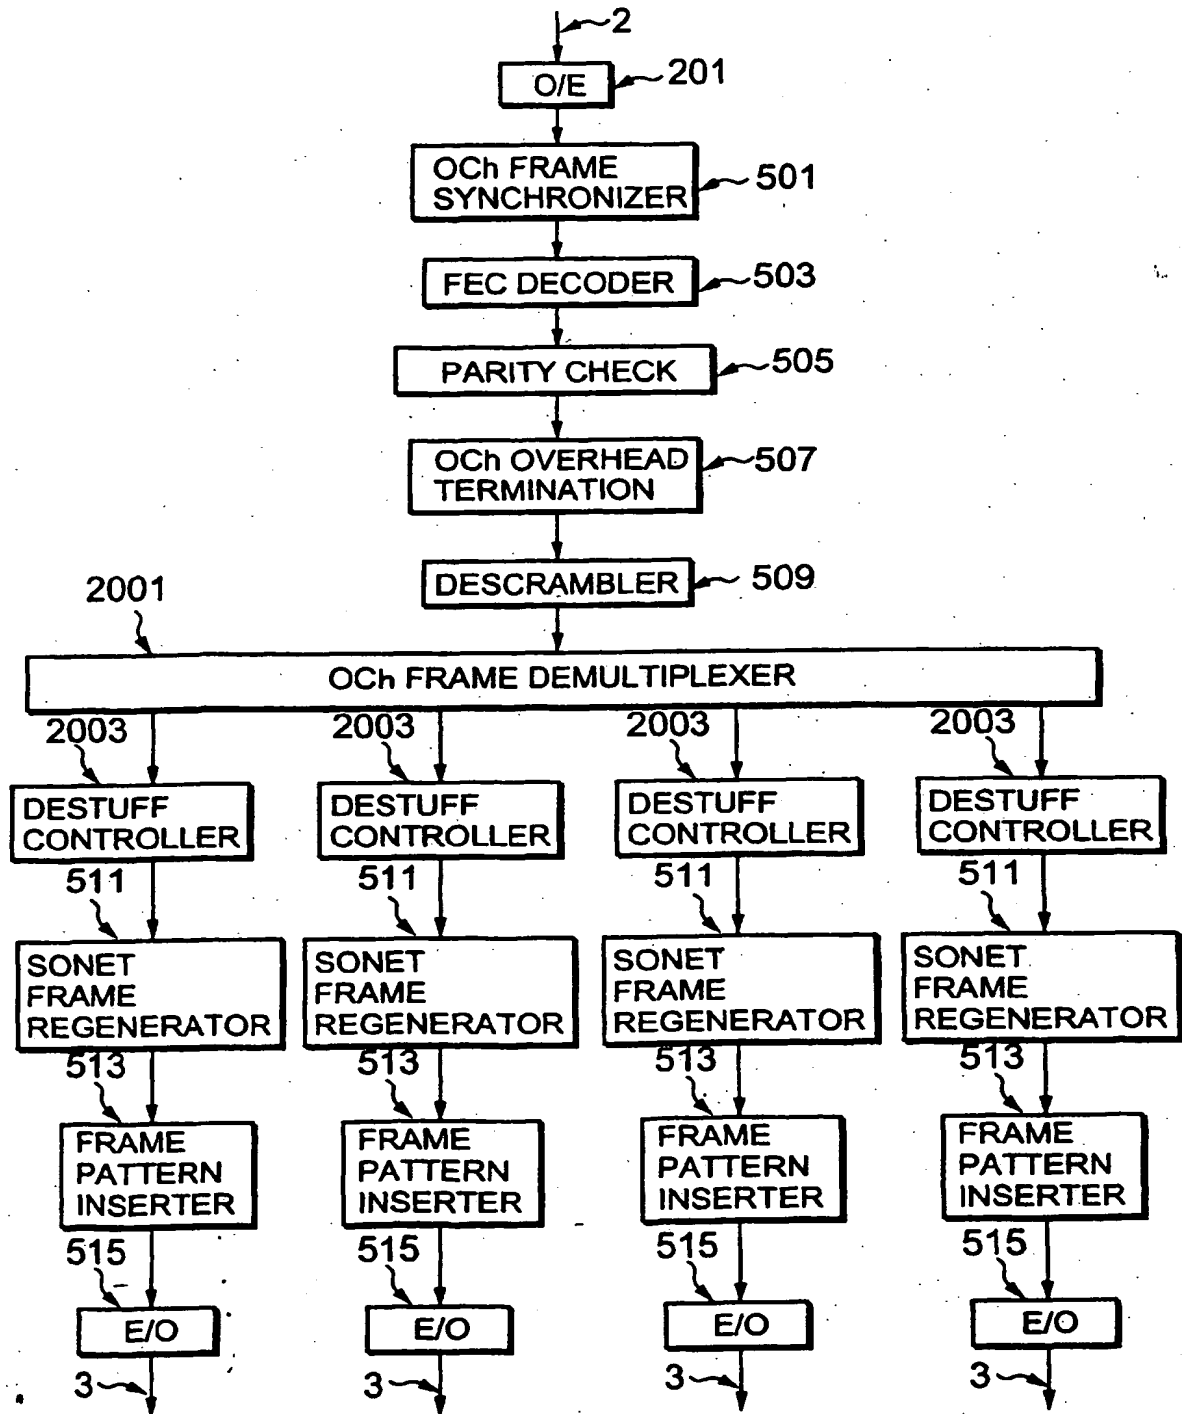 2
O/E
201
OCh FRAME
SYNCHRONIZER
501
FEC DECODER
503
PARITY CHECK
505
OCh OVERHEAD
TERMINATION
507
DESCRAMBLER
509
2001
OCh FRAME DEMULTIPLEXER
2003 2003 2003 2003
DESTUFF
CONTROLLER
DESTUFF
CONTROLLER
DESTUFF
CONTROLLER
DESTUFF
CONTROLLER
511 511 511 511
SONET
FRAME
REGENERATOR
SONET
FRAME
REGENERATOR
SONET
FRAME
REGENERATOR
SONET
FRAME
REGENERATOR
513 513 513 513
FRAME
PATTERN
INSERTER
FRAME
PATTERN
INSERTER
FRAME
PATTERN
INSERTER
FRAME
PATTERN
INSERTER
515 515 515 515
E/O E/O E/O E/O
3 3 3 3